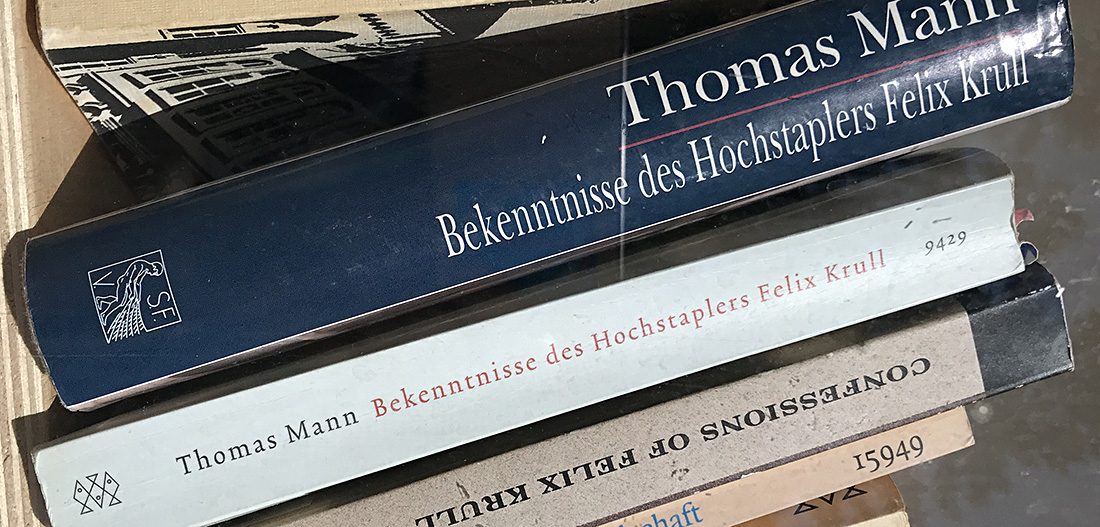 Thomas Mann
Bekenntnisse des Hochstaplers Felix Krull
S.F.
V.A.
Thomas Mann Bekenntnisse des Hochstaplers Felix Krull 9429
CONFESSIONS OF FELIX KRULL
15949